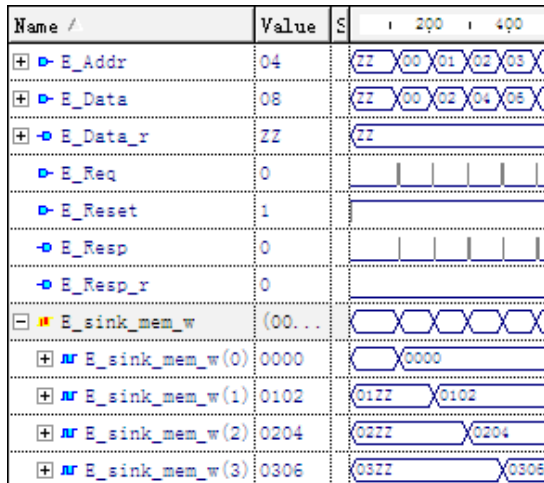 Name Value S 200 400
E_Addr 04 ZZ 00 01 02 03
E_Data 08 ZZ 00 02 04 06
E_Data_r ZZ ZZ
E_Req 0
E_Reset 1
E_Resp 0
E_Resp_r 0
E_sink_mem_w (00...
E_sink_mem_w(0) 0000 0000
E_sink_mem_w(1) 0102 01ZZ 0102
E_sink_mem_w(2) 0204 02ZZ 0204
E_sink_mem_w(3) 0306 03ZZ 0306